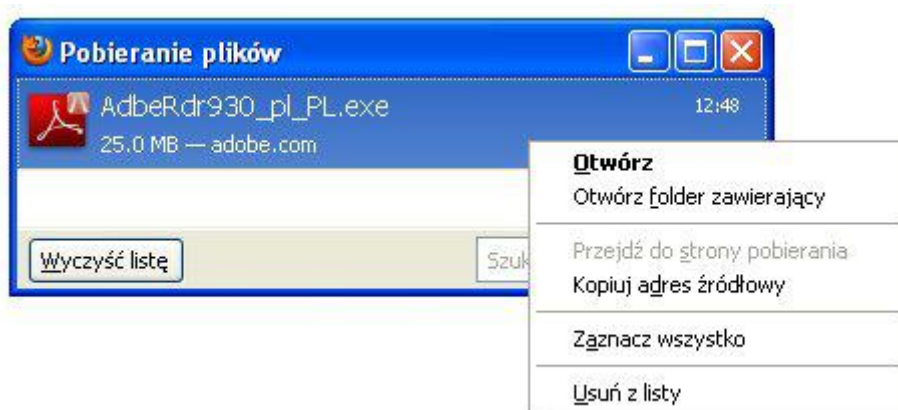 Pobieranie plików
AdbeRdr930_pl_PL.exe
12:48
25.0 MB — adobe.com
Wyczyść listę
Szuk
Otwórz
Otwórz folder zawierający
Przejdź do strony pobierania
Kopiuj adres źródłowy
Zaznacz wszystko
Usuń z listy